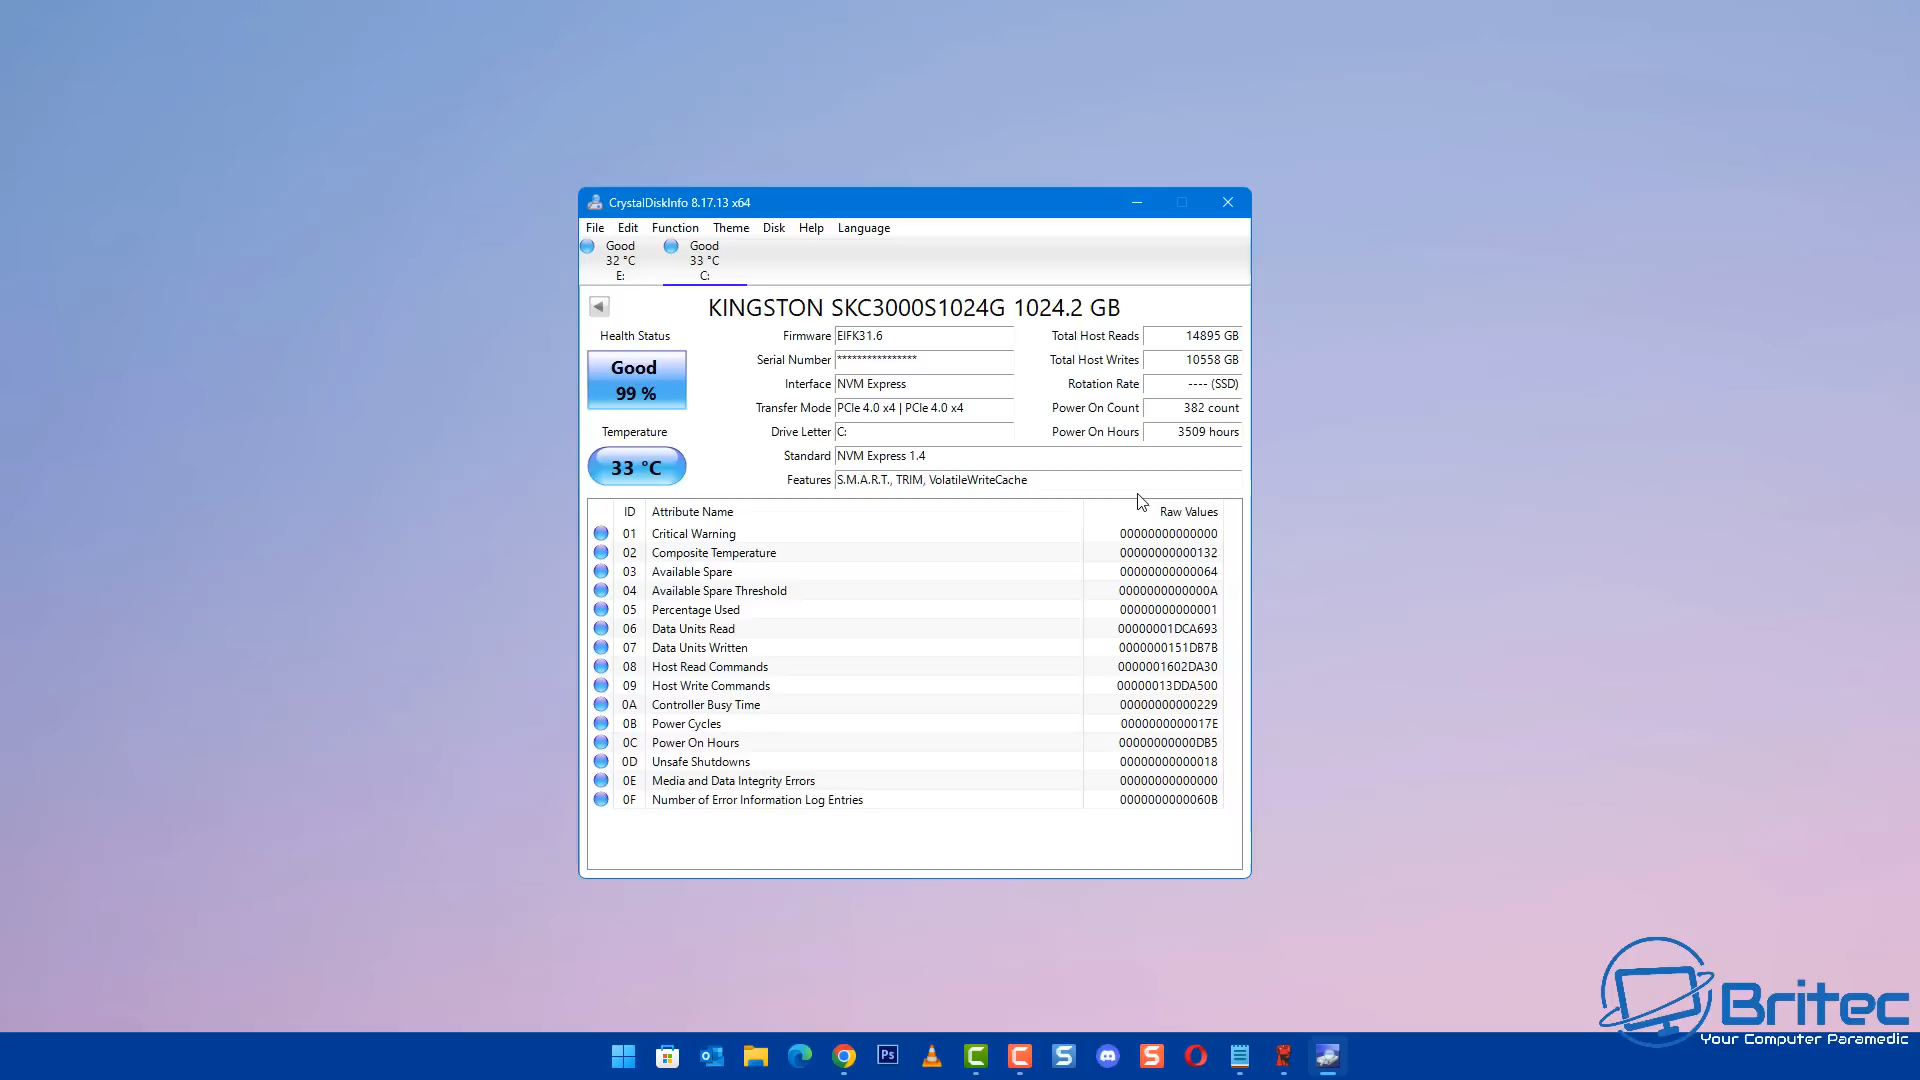 CrystalDiskInfo 8.17.13 x64
File Edit Function Theme Disk Help Language
Good Good
32 °C 33 °C
E: C:
KINGSTON SKC3000S1024G 1024.2 GB
Health Status
Good
99 %
Temperature
33 °C
Firmware EIFK31.6
Serial Number ****************
Interface NVM Express
Transfer Mode PCIe 4.0 x4 | PCIe 4.0 x4
Drive Letter C:
Standard NVM Express 1.4
Features S.M.A.R.T., TRIM, VolatileWriteCache
Total Host Reads 14895 GB
Total Host Writes 10558 GB
Rotation Rate ---- (SSD)
Power On Count 382 count
Power On Hours 3509 hours
ID Attribute Name Raw Values
01 Critical Warning 00000000000000
02 Composite Temperature 00000000000132
03 Available Spare 00000000000064
04 Available Spare Threshold 0000000000000A
05 Percentage Used 00000000000001
06 Data Units Read 00000001DCA693
07 Data Units Written 0000000151DB7B
08 Host Read Commands 0000001602DA30
09 Host Write Commands 00000013DDA500
0A Controller Busy Time 00000000000229
0B Power Cycles 0000000000017E
0C Power On Hours 00000000000DB5
0D Unsafe Shutdowns 00000000000018
0E Media and Data Integrity Errors 00000000000000
0F Number of Error Information Log Entries 0000000000060B
Ps
Britec
Your Computer Paramedic